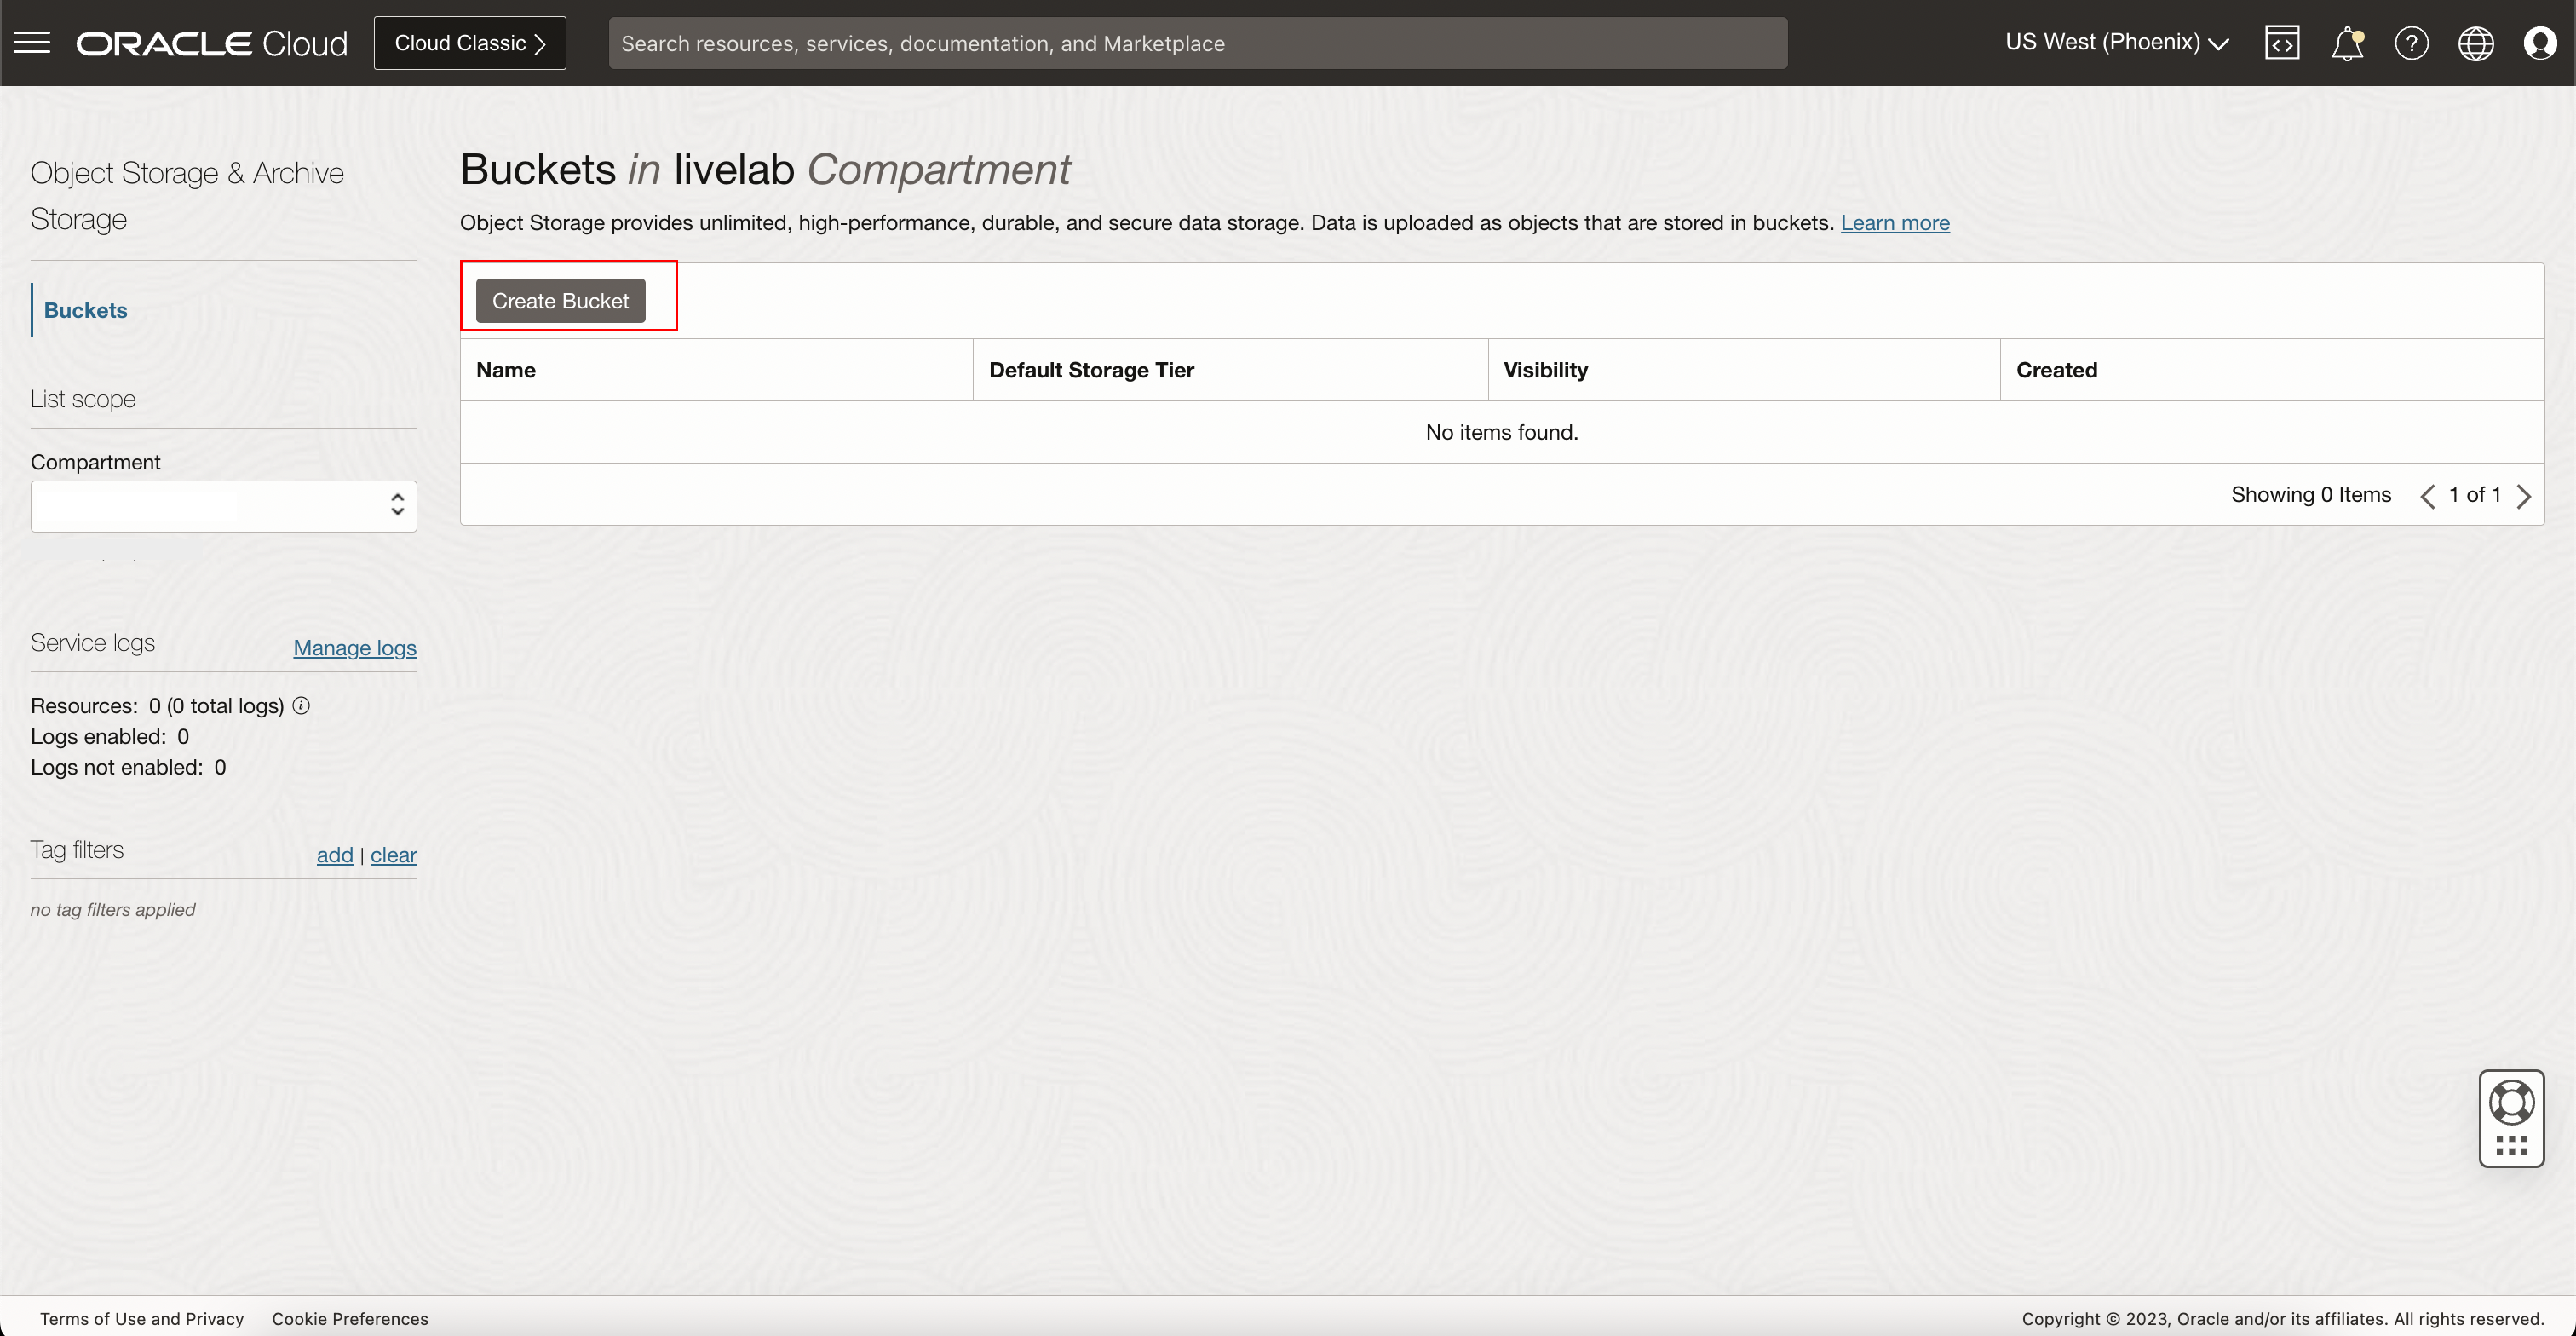 ORACLE Cloud
Cloud Classic
Search resources, services, documentation, and Marketplace
US West (Phoenix)
Object Storage & Archive
Storage
Buckets
List scope
Compartment
Service logs
Manage logs
Resources: 0 (0 total logs)
Logs enabled: 0
Logs not enabled: 0
Tag filters
add | clear
no tag filters applied
Buckets in livelab Compartment
Object Storage provides unlimited, high-performance, durable, and secure data storage. Data is uploaded as objects that are stored in buckets. Learn more
Create Bucket
Name Default Storage Tier Visibility Created
No items found.
Showing 0 Items < 1 of 1 >
Terms of Use and Privacy Cookie Preferences
Copyright © 2023, Oracle and/or its affiliates. All rights reserved.